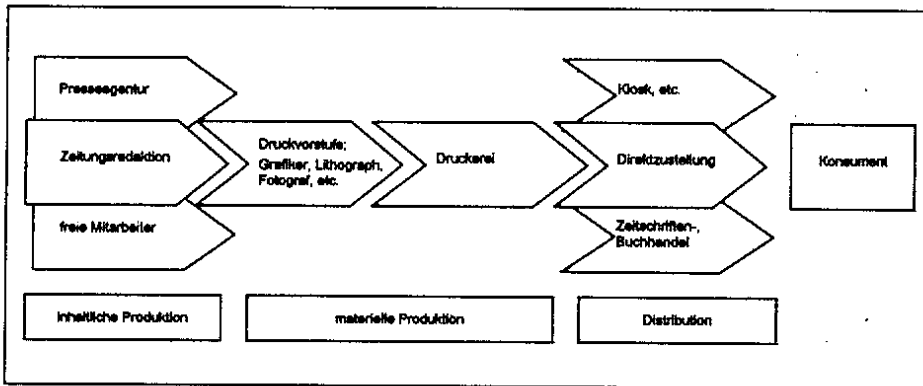 Presseagentur
Kiosk, etc.
Zeitungsredaktion
Druckvorstufe;
Grafiker, Lithograph,
Fotograf, etc.
Druckerei
Direktzustellung
Konsument
freie Mitarbeiter
Zeitschriften-,
Buchhandel
inhaltliche Produktion
materielle Produktion
Distribution